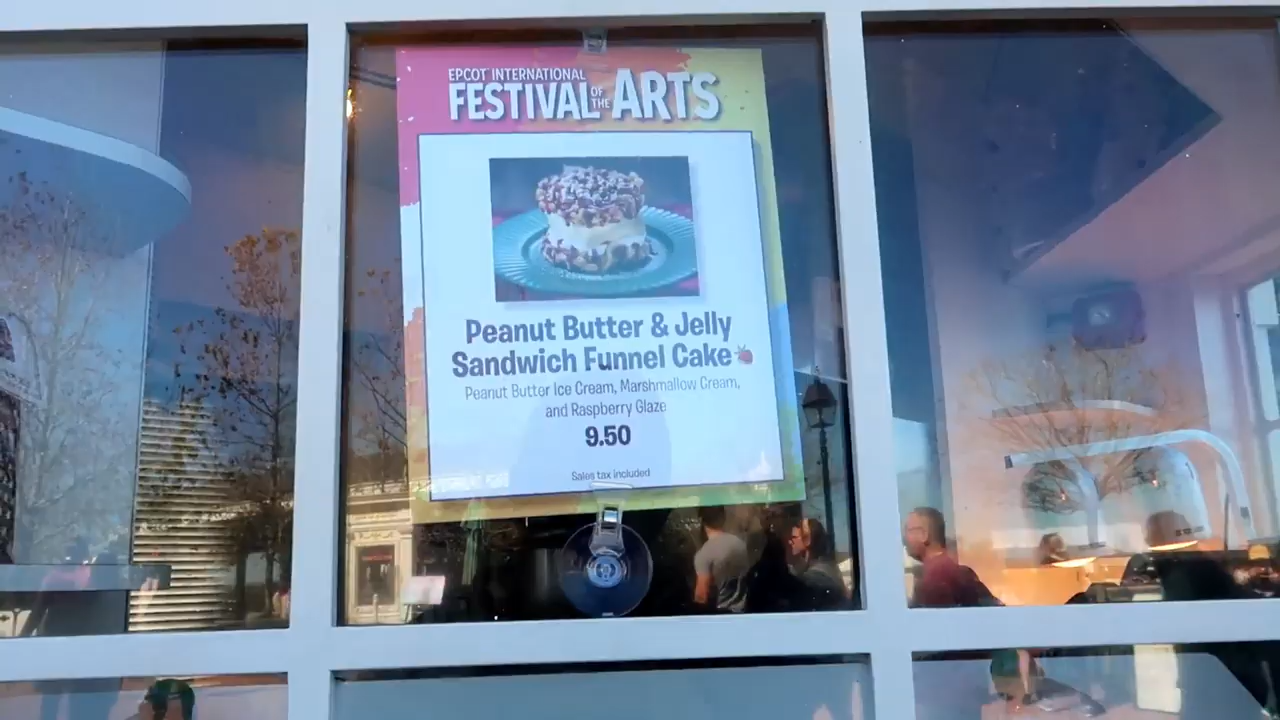 EPCOT INTERNATIONAL
FESTIVAL OF THE ARTS
Peanut Butter & Jelly
Sandwich Funnel Cake
Peanut Butter Ice Cream, Marshmallow Cream,
and Raspberry Glaze
9.50
Sales tax included